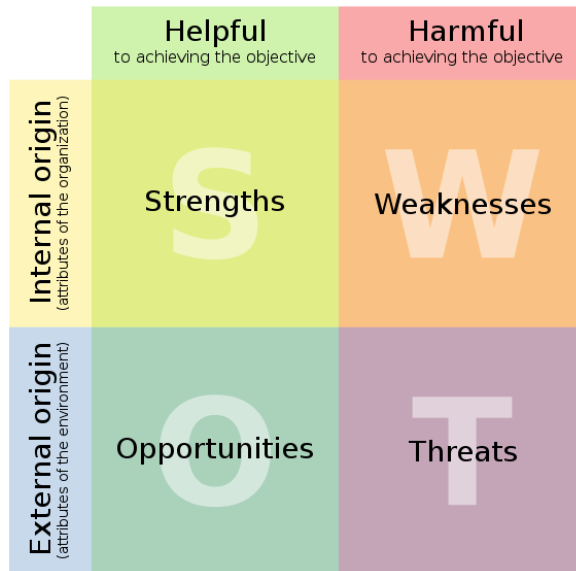 Helpful
to achieving the objective
Harmful
to achieving the objective
Internal origin
(attributes of the organization)
S
Strengths
W
Weaknesses
External origin
(attributes of the environment)
O
Opportunities
T
Threats